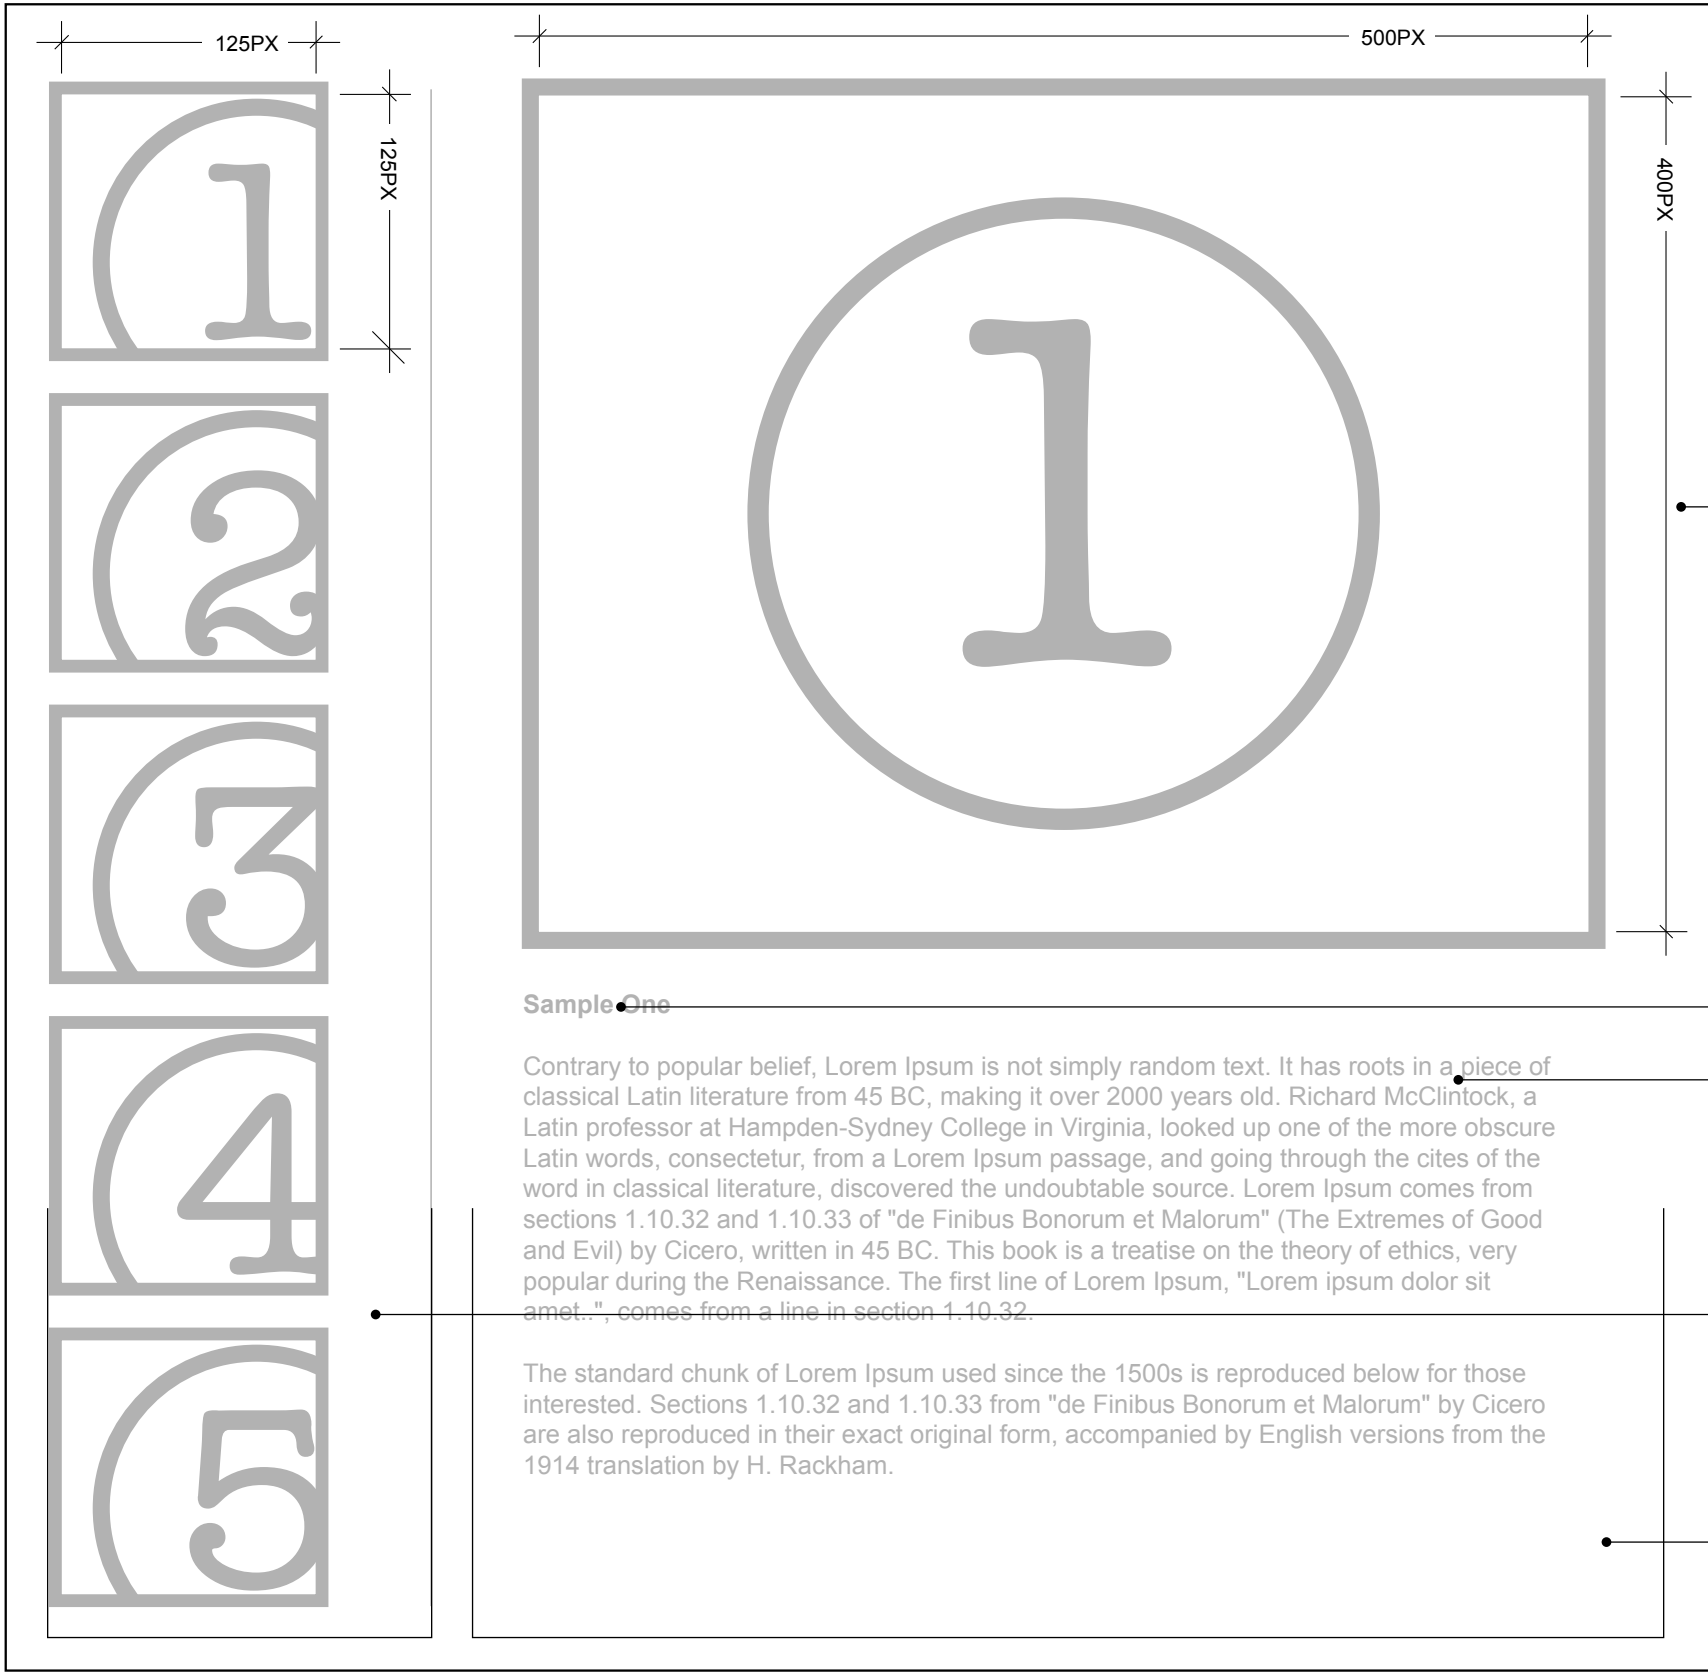 125PX
500PX
125PX
400PX
1
1
2
3
4
5
Sample One
Contrary to popular belief, Lorem Ipsum is not simply random text. It has roots in a piece of
classical Latin literature from 45 BC, making it over 2000 years old. Richard McClintock, a
Latin professor at Hampden-Sydney College in Virginia, looked up one of the more obscure
Latin words, consectetur, from a Lorem Ipsum passage, and going through the cites of the
word in classical literature, discovered the undoubtable source. Lorem Ipsum comes from
sections 1.10.32 and 1.10.33 of "de Finibus Bonorum et Malorum" (The Extremes of Good
and Evil) by Cicero, written in 45 BC. This book is a treatise on the theory of ethics, very
popular during the Renaissance. The first line of Lorem Ipsum, "Lorem ipsum dolor sit
amet..", comes from a line in section 1.10.32.
The standard chunk of Lorem Ipsum used since the 1500s is reproduced below for those
interested. Sections 1.10.32 and 1.10.33 from "de Finibus Bonorum et Malorum" by Cicero
are also reproduced in their exact original form, accompanied by English versions from the
1914 translation by H. Rackham.